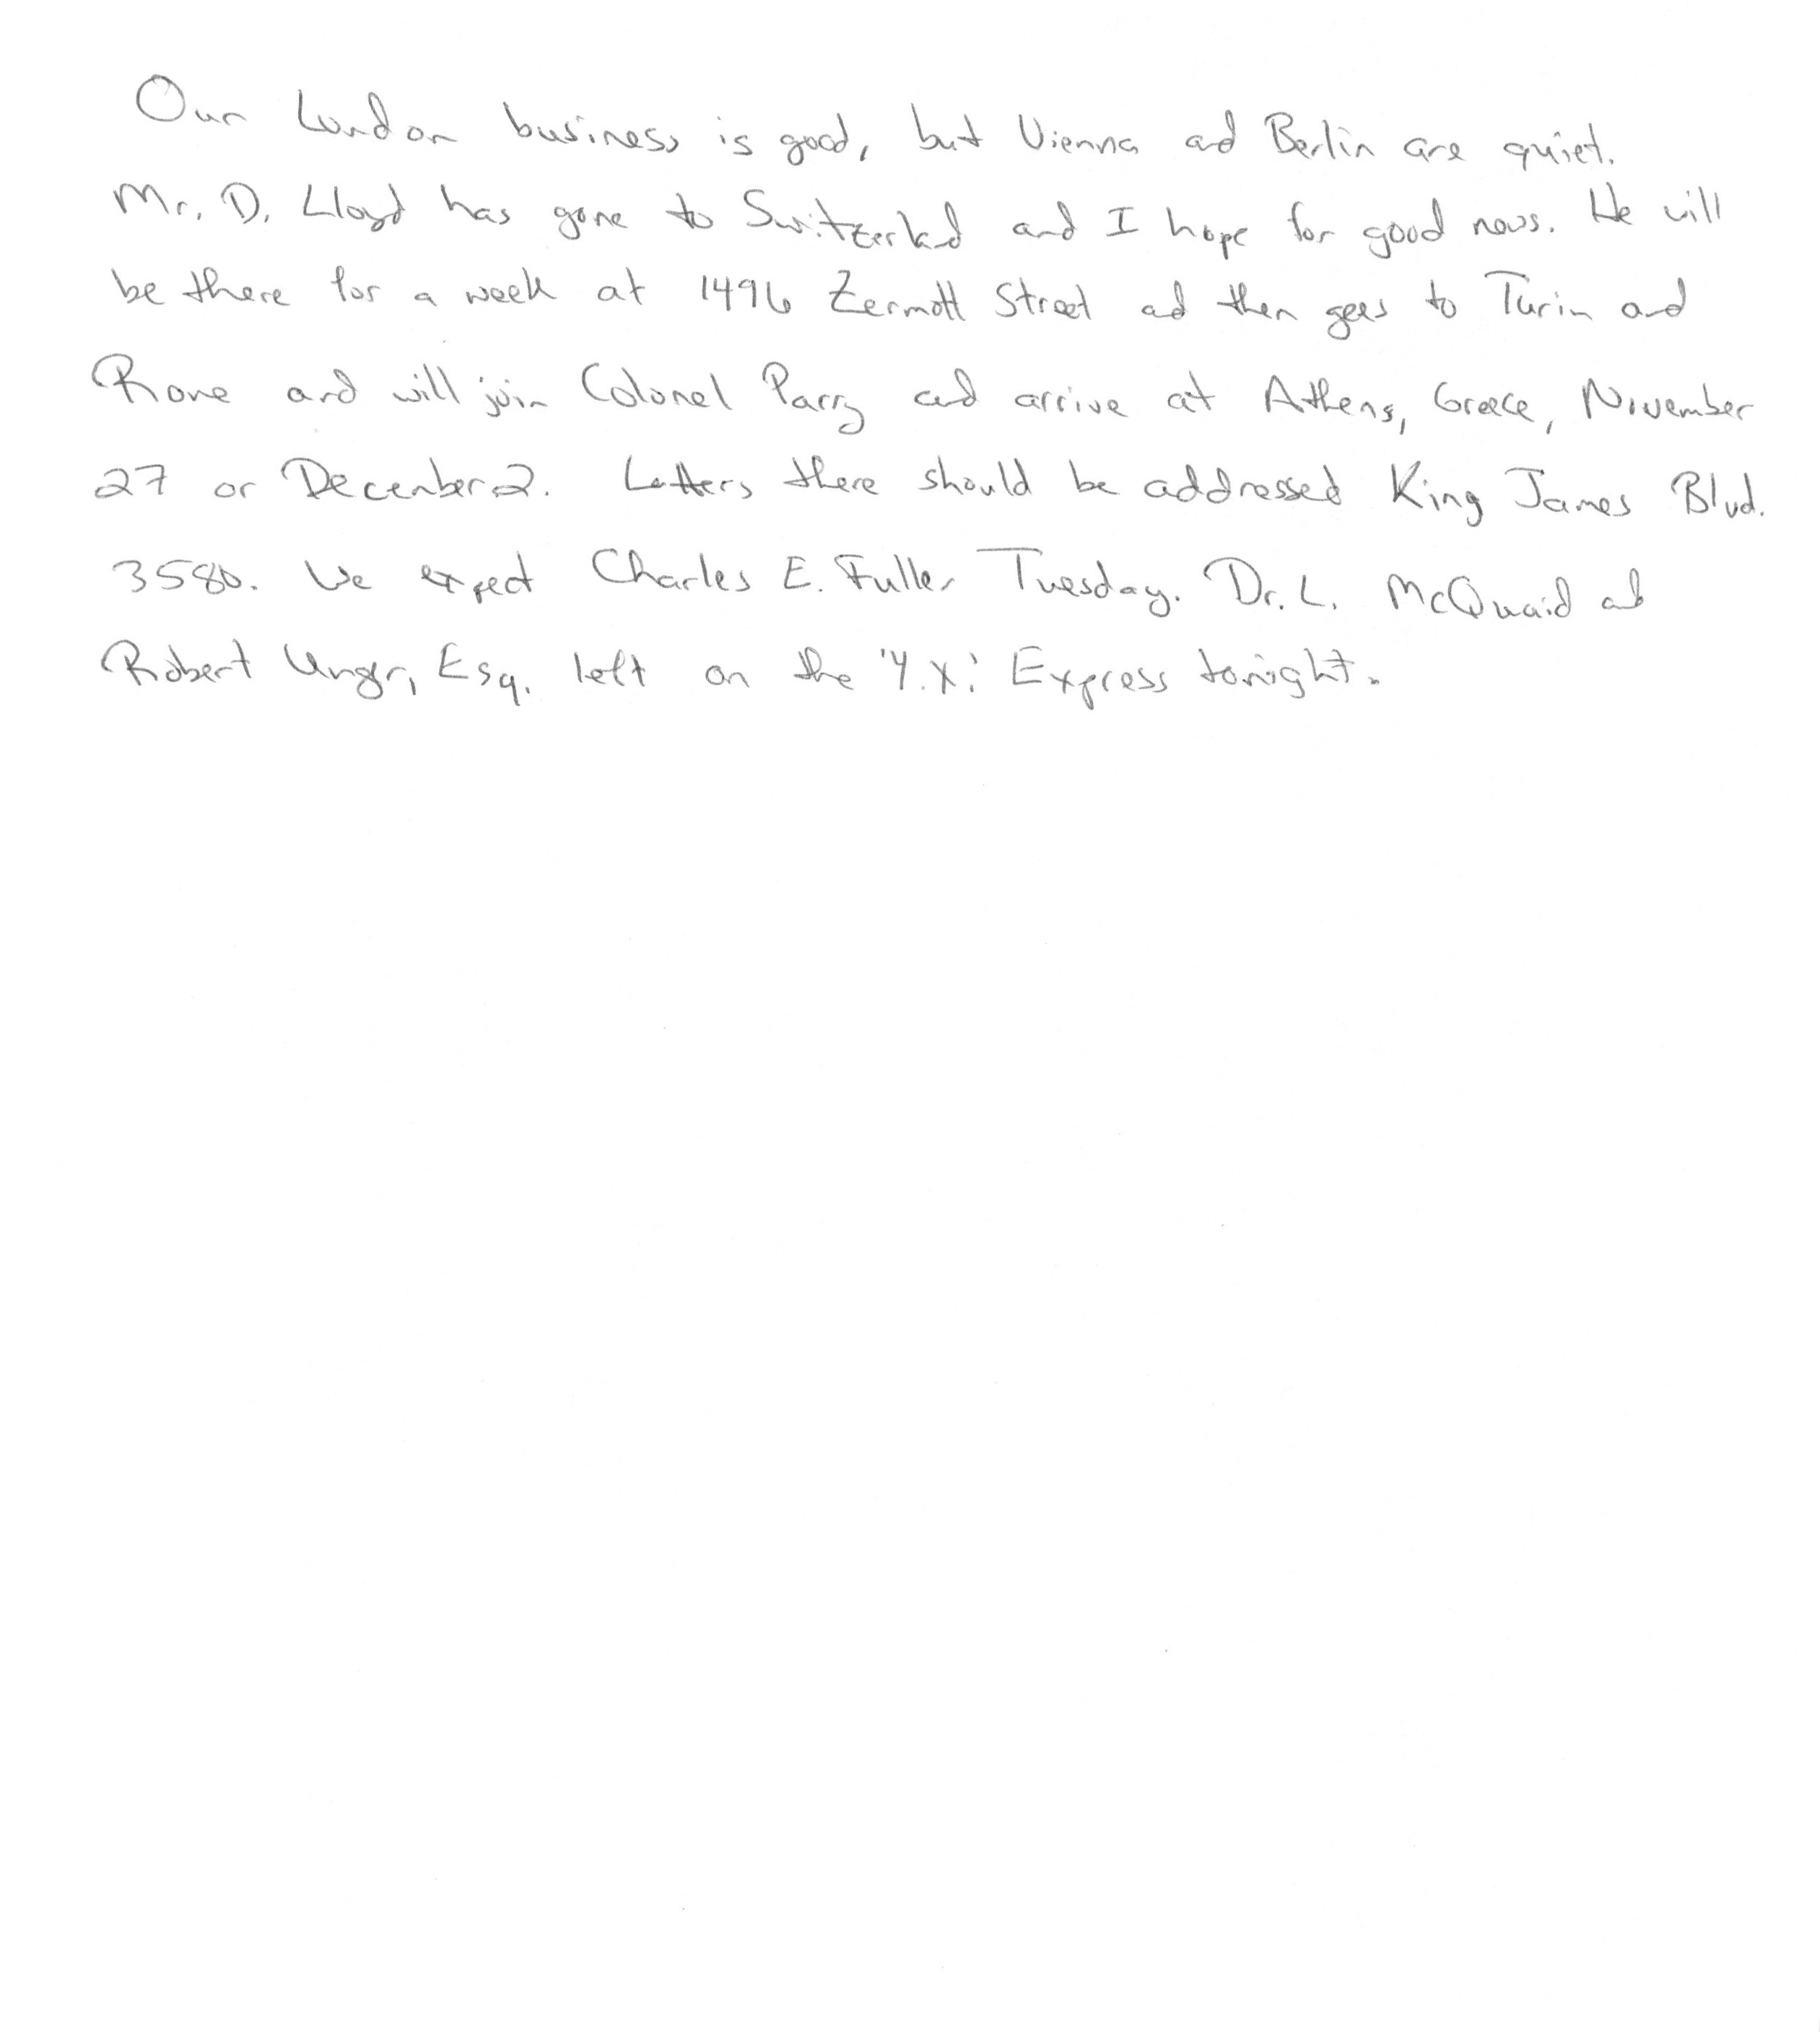 Our London business is good, but Vienna and Berlin are quiet.
Mr. D. Lloyd has gone to Switzerland and I hope for good news. He will
be there for a week at 1496 Zermott Street and then goes to Turin and
Rome and will join Colonel Parry and arrive at Athens, Greece, November
27 or December 2. Letters there should be addressed King James Blvd.
3580. We expect Charles E. Fuller Tuesday. Dr. L. McQuaid and
Robert Unger, Esq. left on the 'Y.X.' Express tonight.